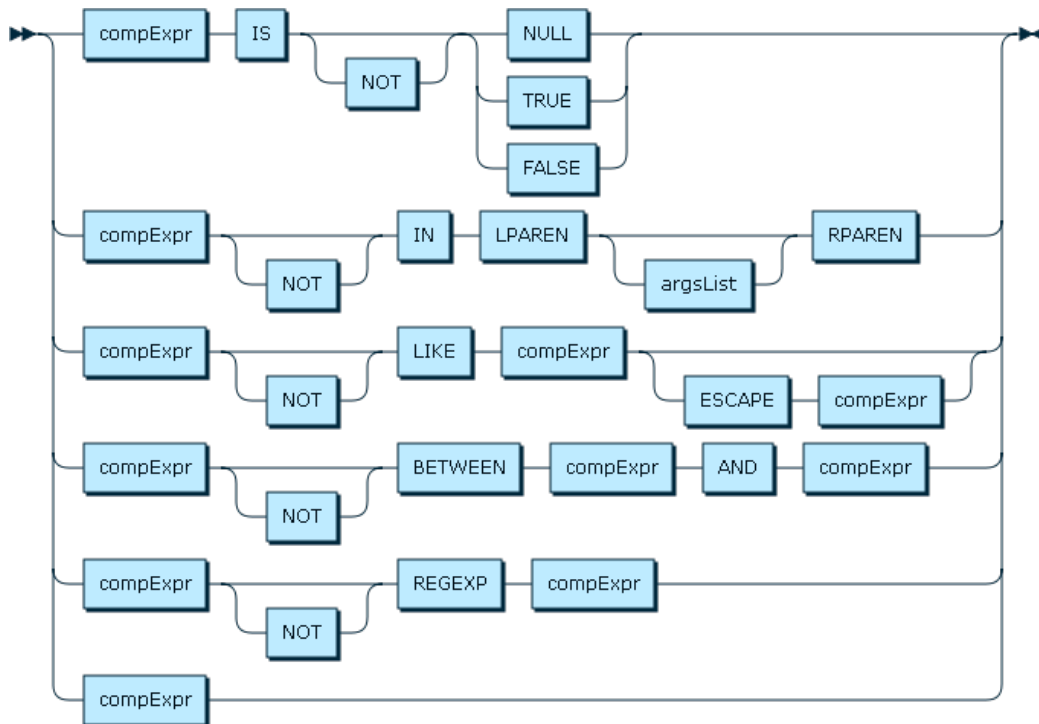 compExpr IS NULL
NOT
TRUE
FALSE
compExpr IN LPAREN RPAREN
NOT argsList
compExpr LIKE compExpr
NOT ESCAPE compExpr
compExpr BETWEEN compExpr AND compExpr
NOT
compExpr REGEXP compExpr
NOT
compExpr